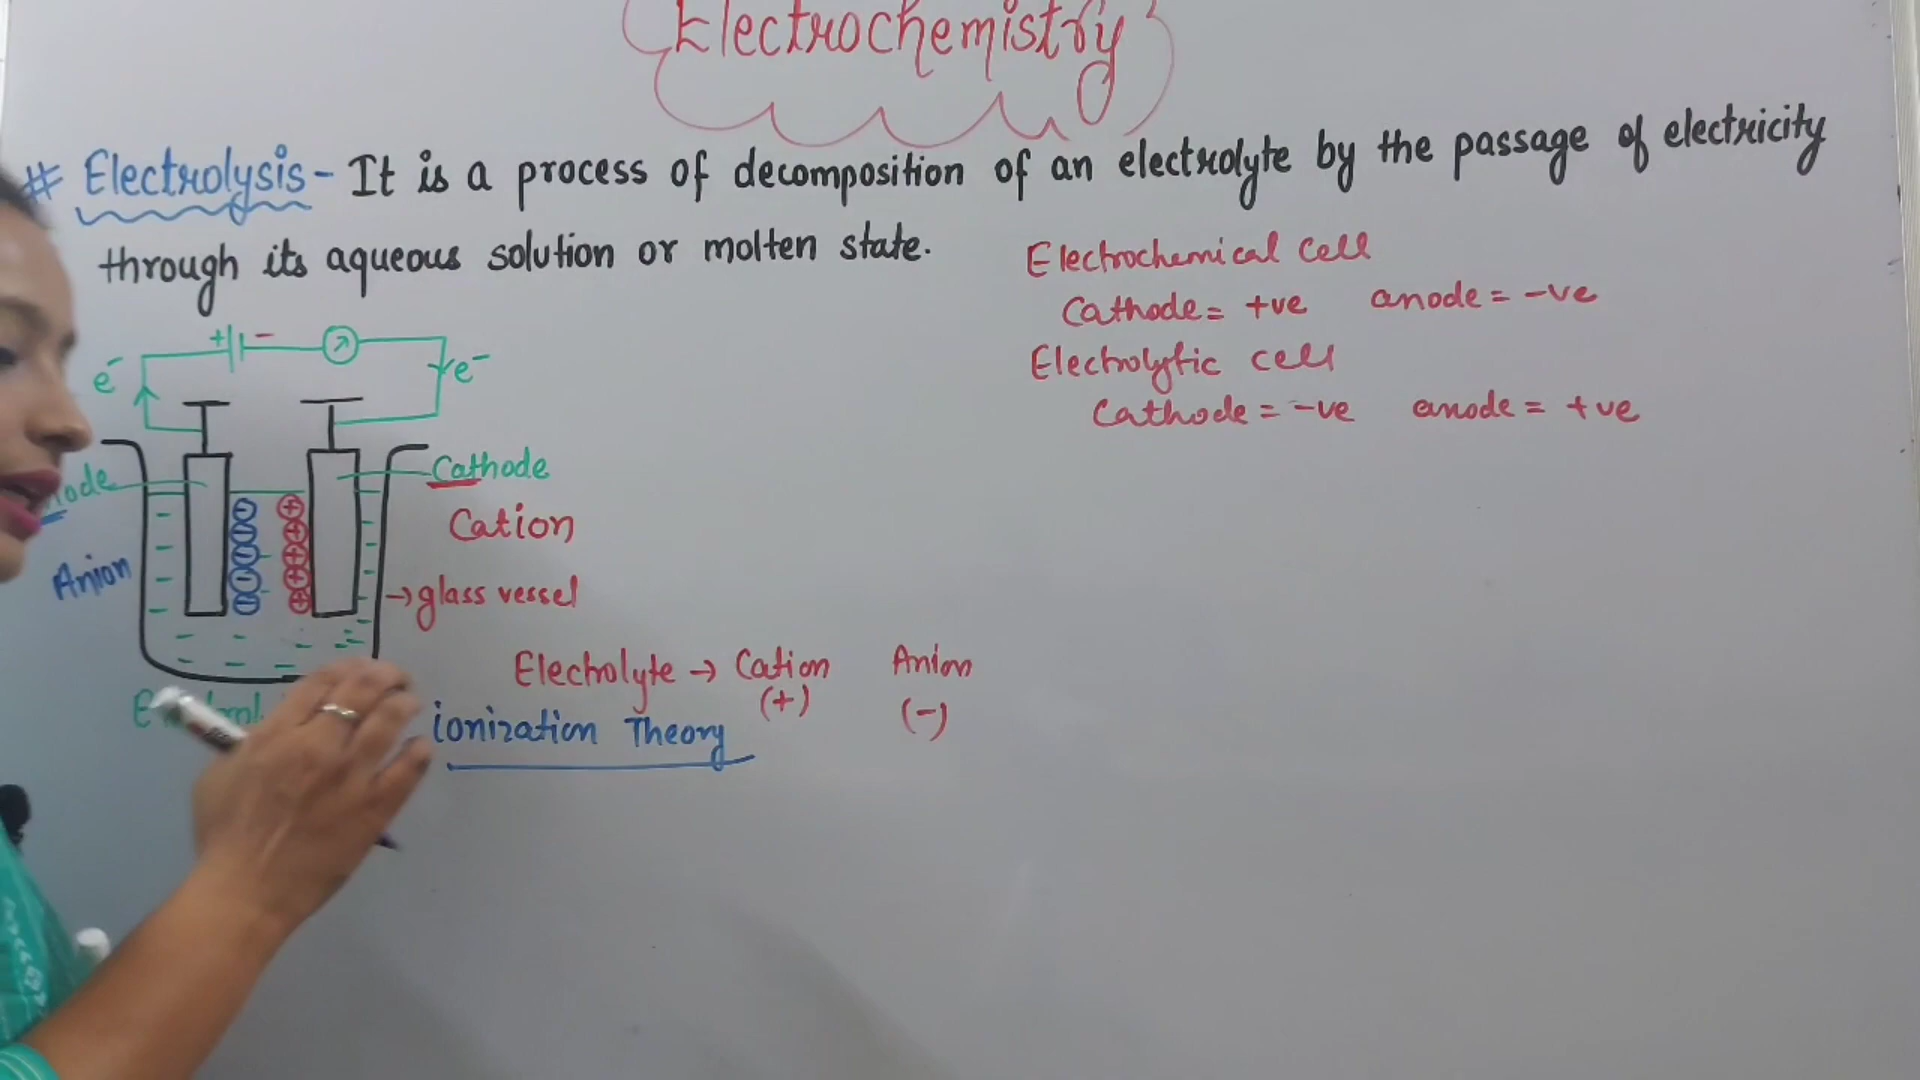 Electrochemistry
# Electrolysis - It is a process of decomposition of an electrolyte by the passage of electricity
through its aqueous solution or molten state.
Electrochemical cell
Cathode = +ve anode = -ve
Electrolytic cell
Cathode = -ve anode = +ve
+ -
e⁻ e⁻
Cathode
Cation
Anion
→ glass vessel
Electrolyte → Cation Anion
(+) (-)
ionization Theory